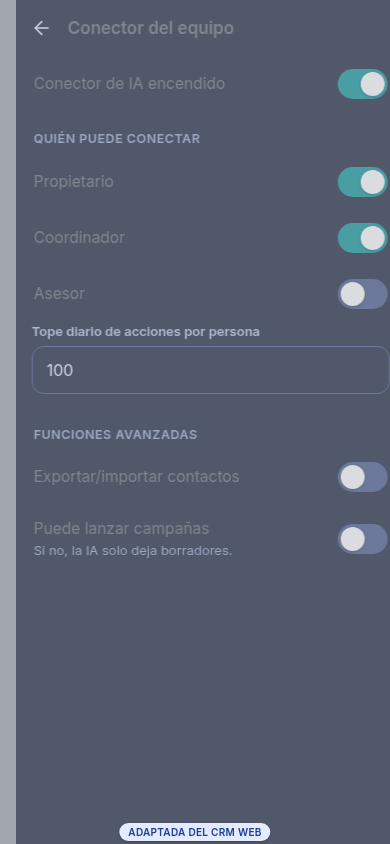 Conector del equipo
Conector de IA encendido
QUIÉN PUEDE CONECTAR
Propietario
Coordinador
Asesor
Tope diario de acciones por persona
100
FUNCIONES AVANZADAS
Exportar/importar contactos
Puede lanzar campañas
Si no, la IA solo deja borradores.
ADAPTADA DEL CRM WEB